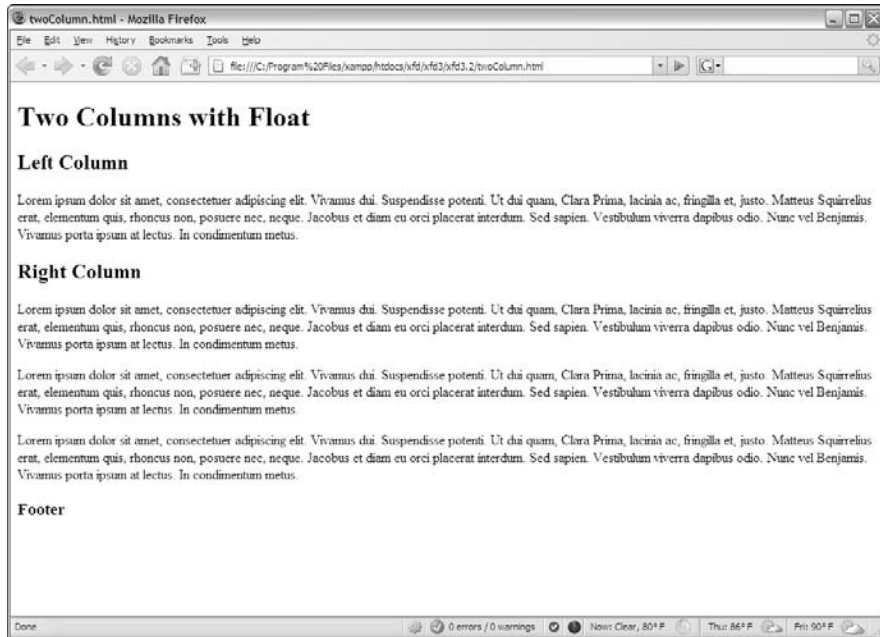 twoColumn.html - Mozilla Firefox
File Edit View History Bookmarks Tools Help
file:///C:/Program%20Files/xampp/htdocs/xfd/xfd3/xfd3.2/twoColumn.html
G
Two Columns with Float
Left Column
Lorem ipsum dolor sit amet, consectetuer adipiscing elit. Vivamus dui. Suspendisse potenti. Ut dui quam, Clara Prima, lacinia ac, fringilla et, justo. Matteus Squirrelius
erat, elementum quis, rhoncus non, posuere nec, neque. Jacobus et diam eu orci placerat interdum. Sed sapien. Vestibulum viverra dapibus odio. Nunc vel Benjamis.
Vivamus porta ipsum at lectus. In condimentum metus.
Right Column
Lorem ipsum dolor sit amet, consectetuer adipiscing elit. Vivamus dui. Suspendisse potenti. Ut dui quam, Clara Prima, lacinia ac, fringilla et, justo. Matteus Squirrelius
erat, elementum quis, rhoncus non, posuere nec, neque. Jacobus et diam eu orci placerat interdum. Sed sapien. Vestibulum viverra dapibus odio. Nunc vel Benjamis.
Vivamus porta ipsum at lectus. In condimentum metus.
Lorem ipsum dolor sit amet, consectetuer adipiscing elit. Vivamus dui. Suspendisse potenti. Ut dui quam, Clara Prima, lacinia ac, fringilla et, justo. Matteus Squirrelius
erat, elementum quis, rhoncus non, posuere nec, neque. Jacobus et diam eu orci placerat interdum. Sed sapien. Vestibulum viverra dapibus odio. Nunc vel Benjamis.
Vivamus porta ipsum at lectus. In condimentum metus.
Lorem ipsum dolor sit amet, consectetuer adipiscing elit. Vivamus dui. Suspendisse potenti. Ut dui quam, Clara Prima, lacinia ac, fringilla et, justo. Matteus Squirrelius
erat, elementum quis, rhoncus non, posuere nec, neque. Jacobus et diam eu orci placerat interdum. Sed sapien. Vestibulum viverra dapibus odio. Nunc vel Benjamis.
Vivamus porta ipsum at lectus. In condimentum metus.
Footer
Done 0 errors / 0 warnings Now: Clear, 80° F Thu: 86° F Fri: 90° F